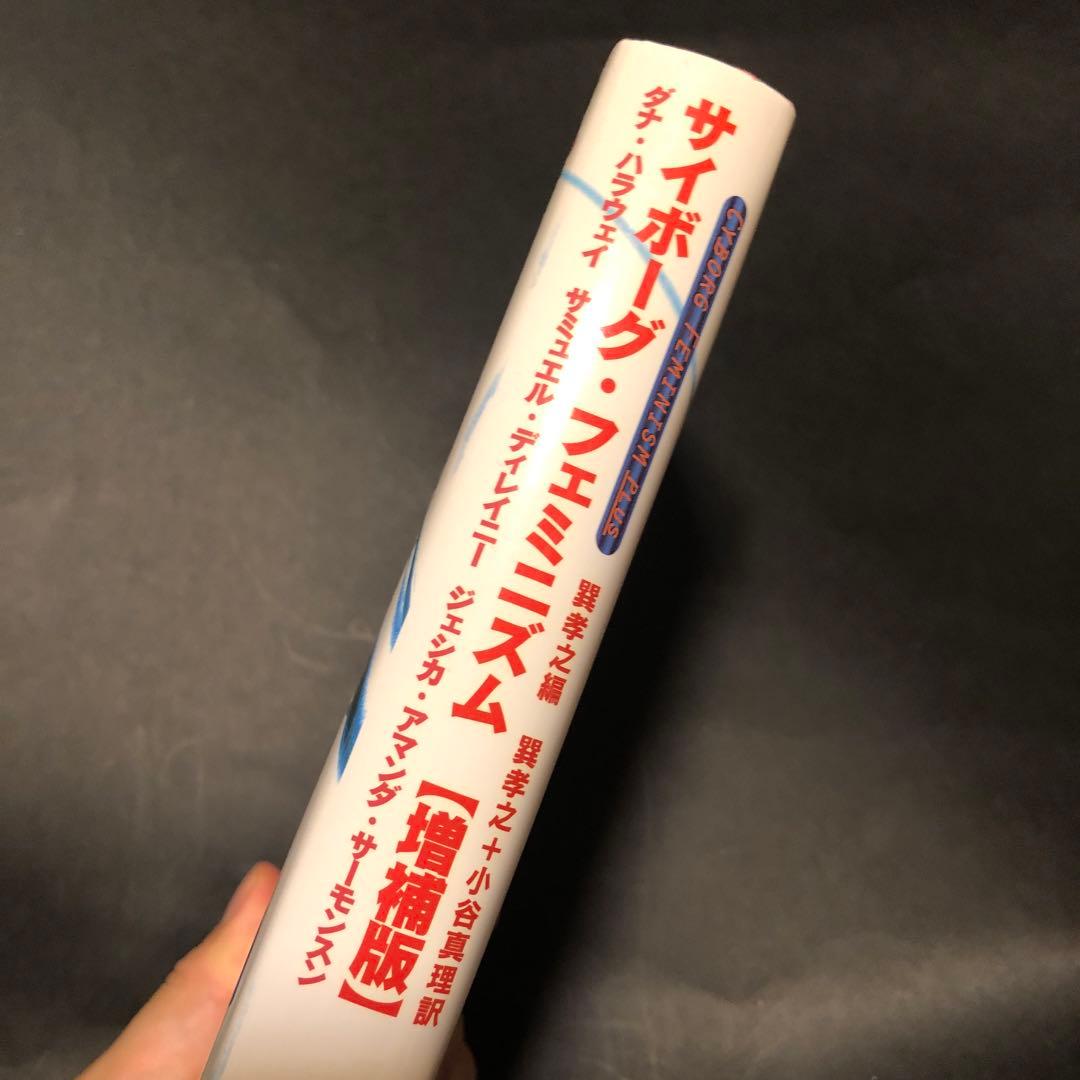 CYBORG FEMINISM PLUS
サイボーグ・フェミニズム【増補版】
ダナ・ハラウェイ サミュエル・ディレイニー ジェシカ・アマンダ・サーモンスン
巽孝之編 巽孝之+小谷真理訳